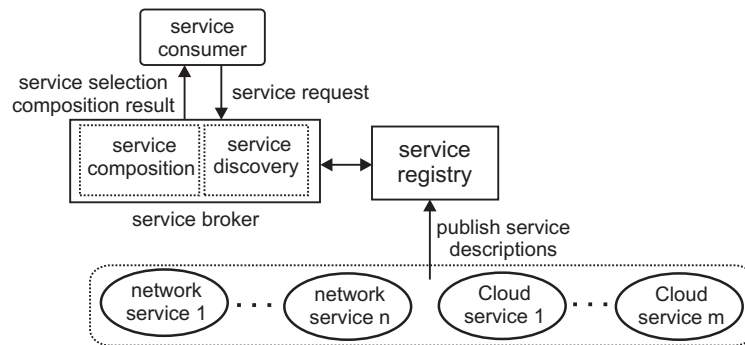 service
consumer
service selection
composition result
service request
service
composition
service
discovery
service
registry
service broker
publish service
descriptions
network
service 1
network
service n
Cloud
service 1
Cloud
service m